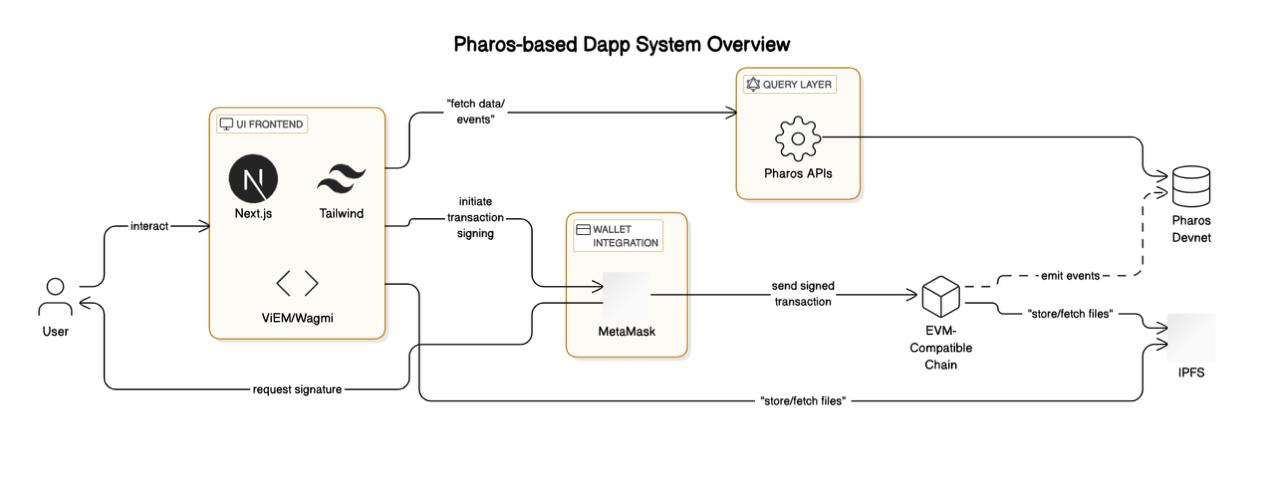 Pharos-based Dapp System Overview
QUERY LAYER
Pharos APIs
"fetch data/
events"
UI FRONTEND
N
Next.js
Tailwind
ViEM/Wagmi
interact
User
initiate
transaction
signing
WALLET
INTEGRATION
MetaMask
send signed
transaction
EVM-
Compatible
Chain
emit events
Pharos
Devnet
"store/fetch files"
IPFS
request signature
"store/fetch files"